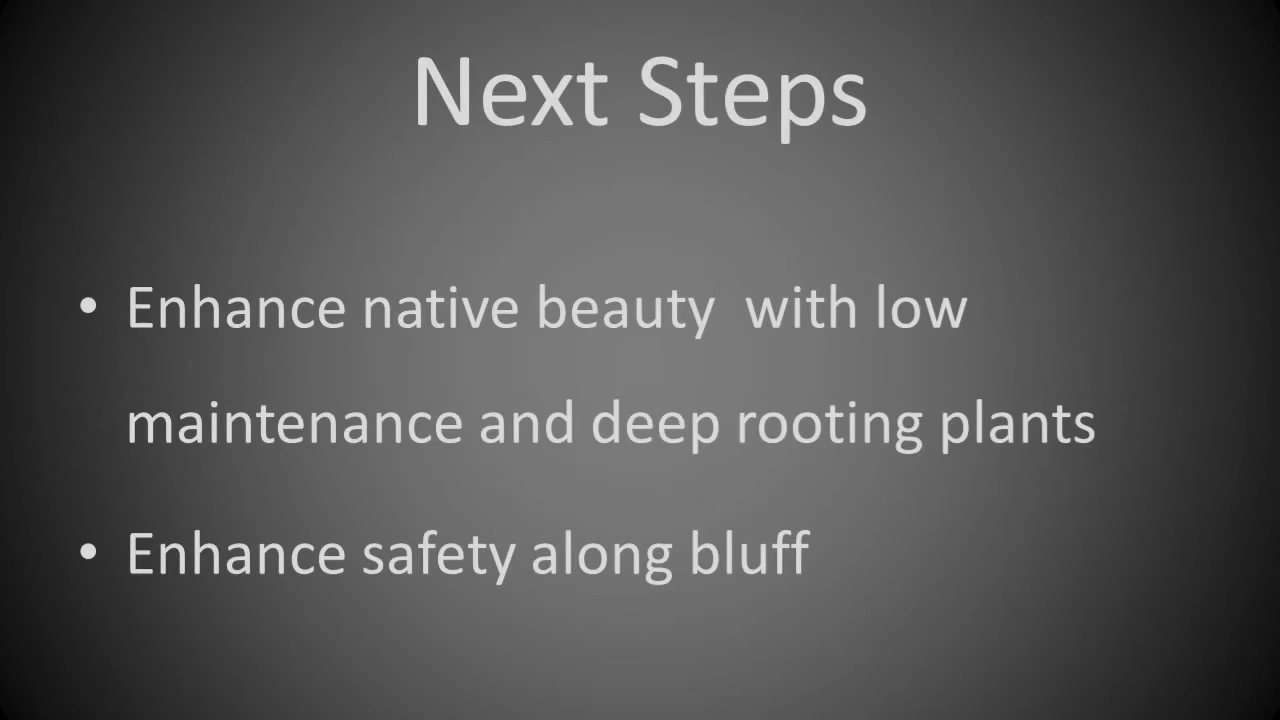 Next Steps
• Enhance native beauty  with low
maintenance and deep rooting plants
• Enhance safety along bluff